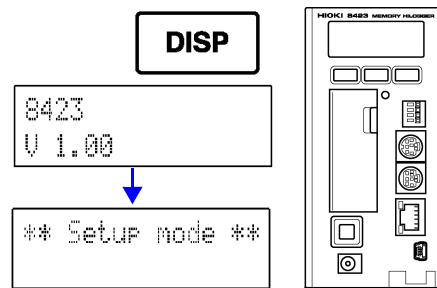 DISP
HIOKI 8423 MEMORY HiLOGGER
8423
V 1.00
** Setup mode **